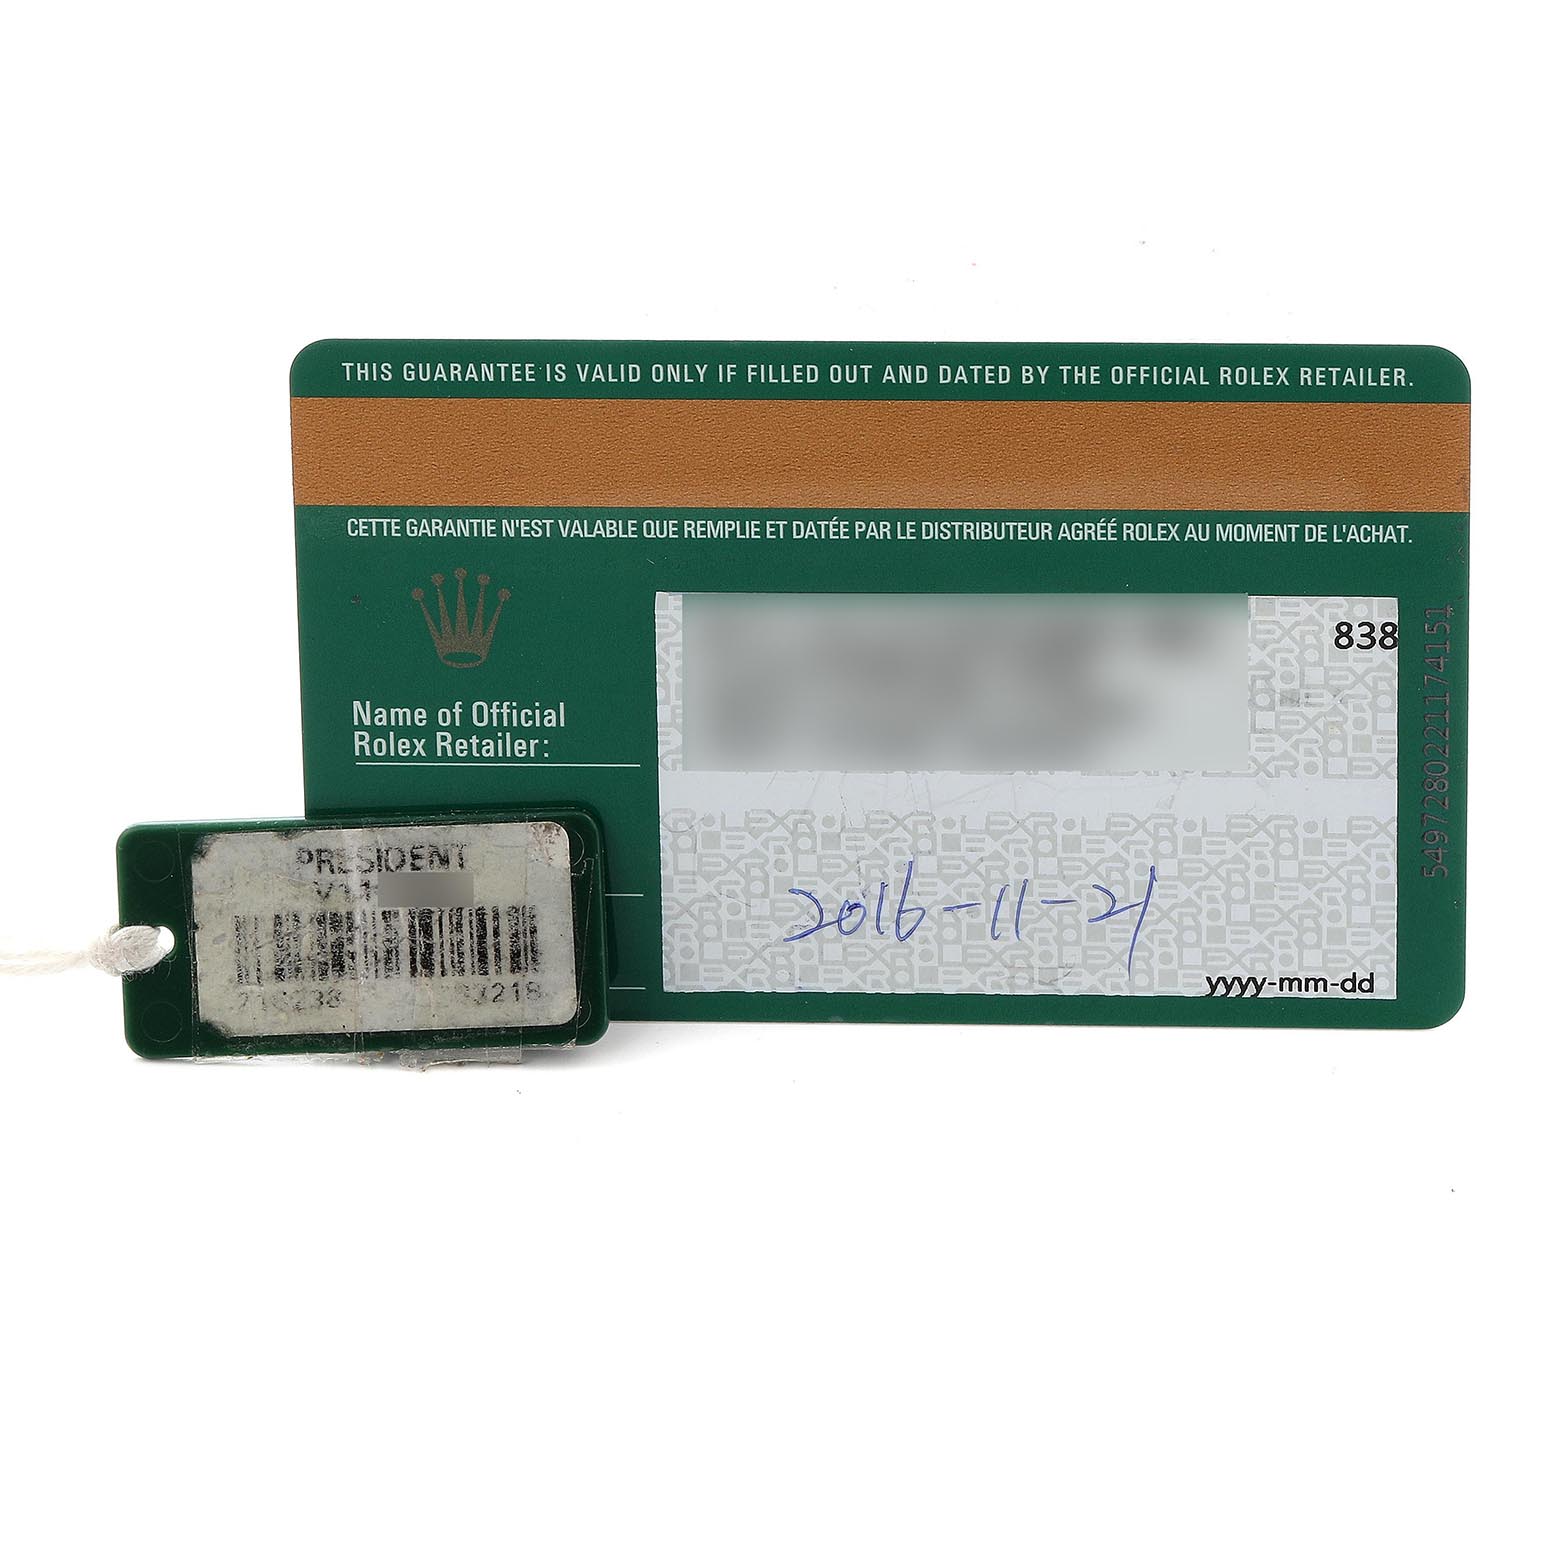 THIS GUARANTEE IS VALID ONLY IF FILLED OUT AND DATED BY THE OFFICIAL ROLEX RETAILER.
CETTE GARANTIE N'EST VALABLE QUE REMPLIE ET DATÉE PAR LE DISTRIBUTEUR AGRÉÉ ROLEX AU MOMENT DE L'ACHAT.
838
Name of Official
Rolex Retailer:
5497280221174151
2016-11-21
yyyy-mm-dd
PRESIDENT